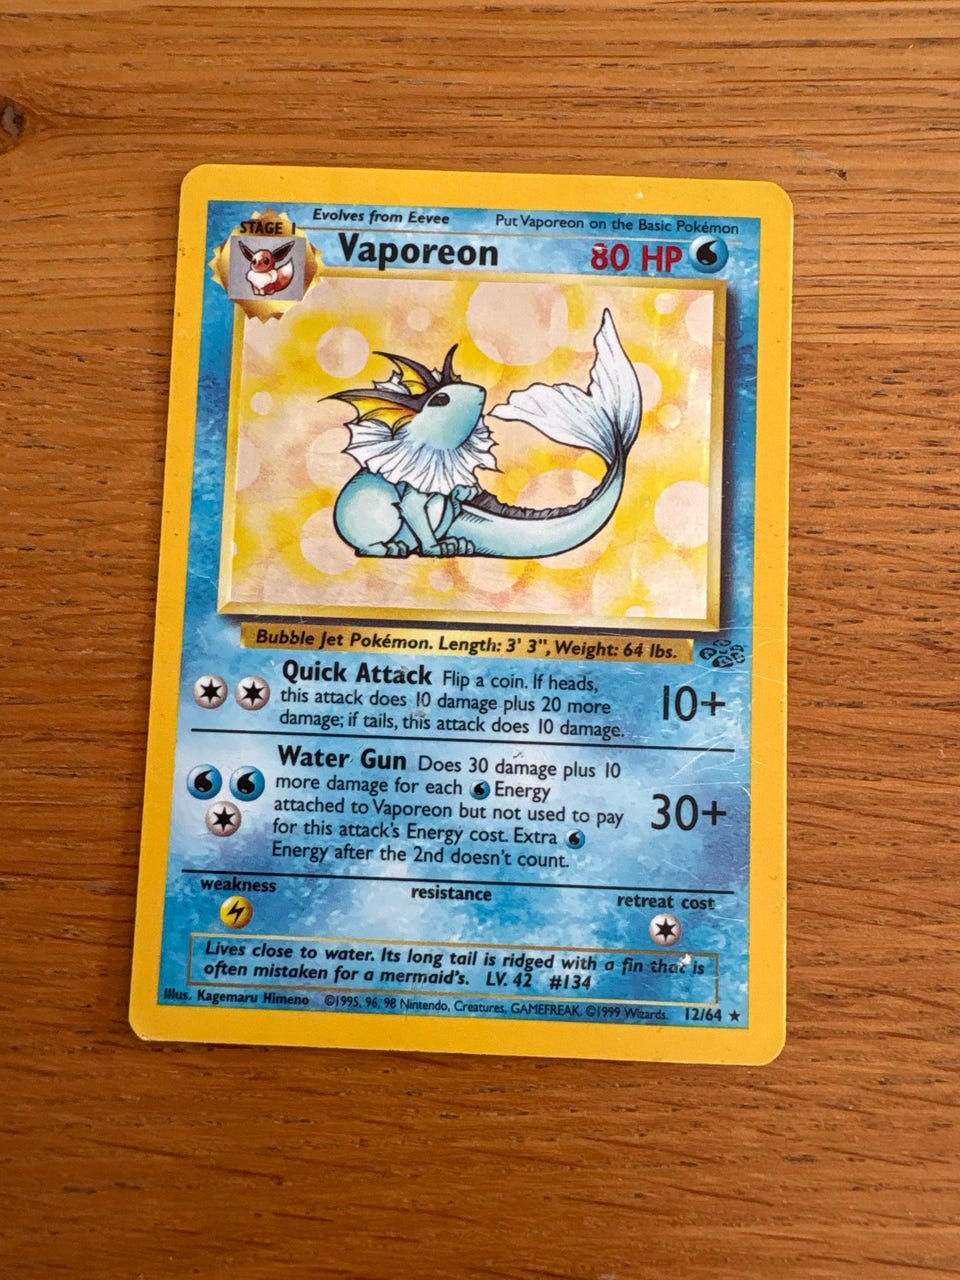 STAGE 1
Evolves from Eevee
Put Vaporeon on the Basic Pokémon
Vaporeon
80 HP
Bubble Jet Pokémon. Length: 3' 3", Weight: 64 lbs.
Quick Attack Flip a coin. If heads,
this attack does 10 damage plus 20 more
damage; if tails, this attack does 10 damage.
10+
Water Gun Does 30 damage plus 10
more damage for each Energy
attached to Vaporeon but not used to pay
for this attack's Energy cost. Extra
Energy after the 2nd doesn't count.
30+
weakness
resistance
retreat cost
Lives close to water. Its long tail is ridged with a fin that is
often mistaken for a mermaid's. LV. 42 #134
Illus. Kagemaru Himeno ©1995, 96, 98 Nintendo, Creatures, GAMEFREAK. ©1999 Wizards. 12/64 ★